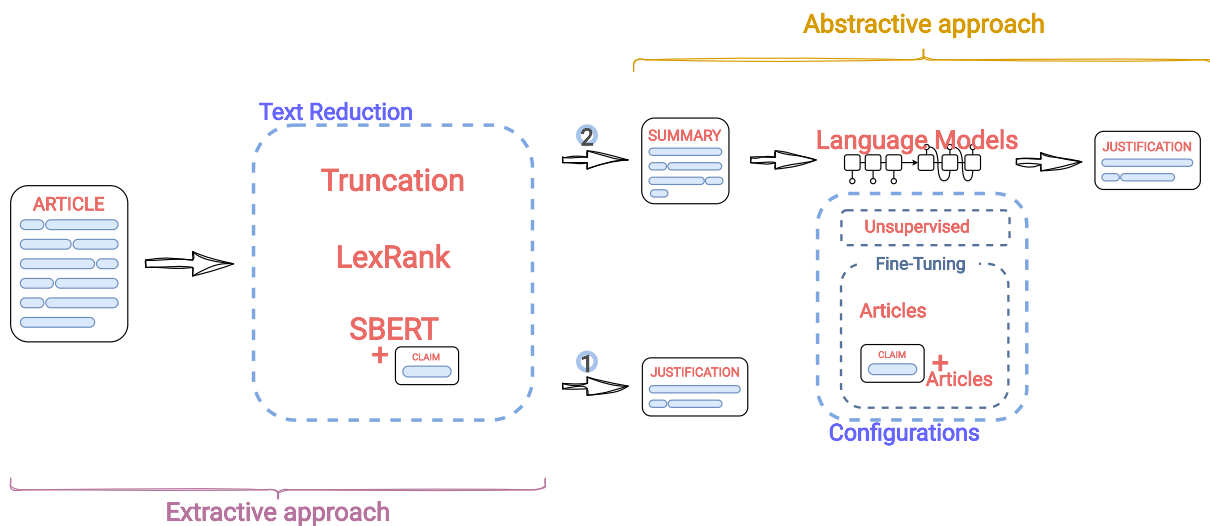 Abstractive approach
Text Reduction
ARTICLE
Truncation
LexRank
SBERT
+
CLAIM
2
SUMMARY
Language Models
JUSTIFICATION
Unsupervised
Fine-Tuning
Articles
CLAIM
+
Articles
Configurations
1
JUSTIFICATION
Extractive approach